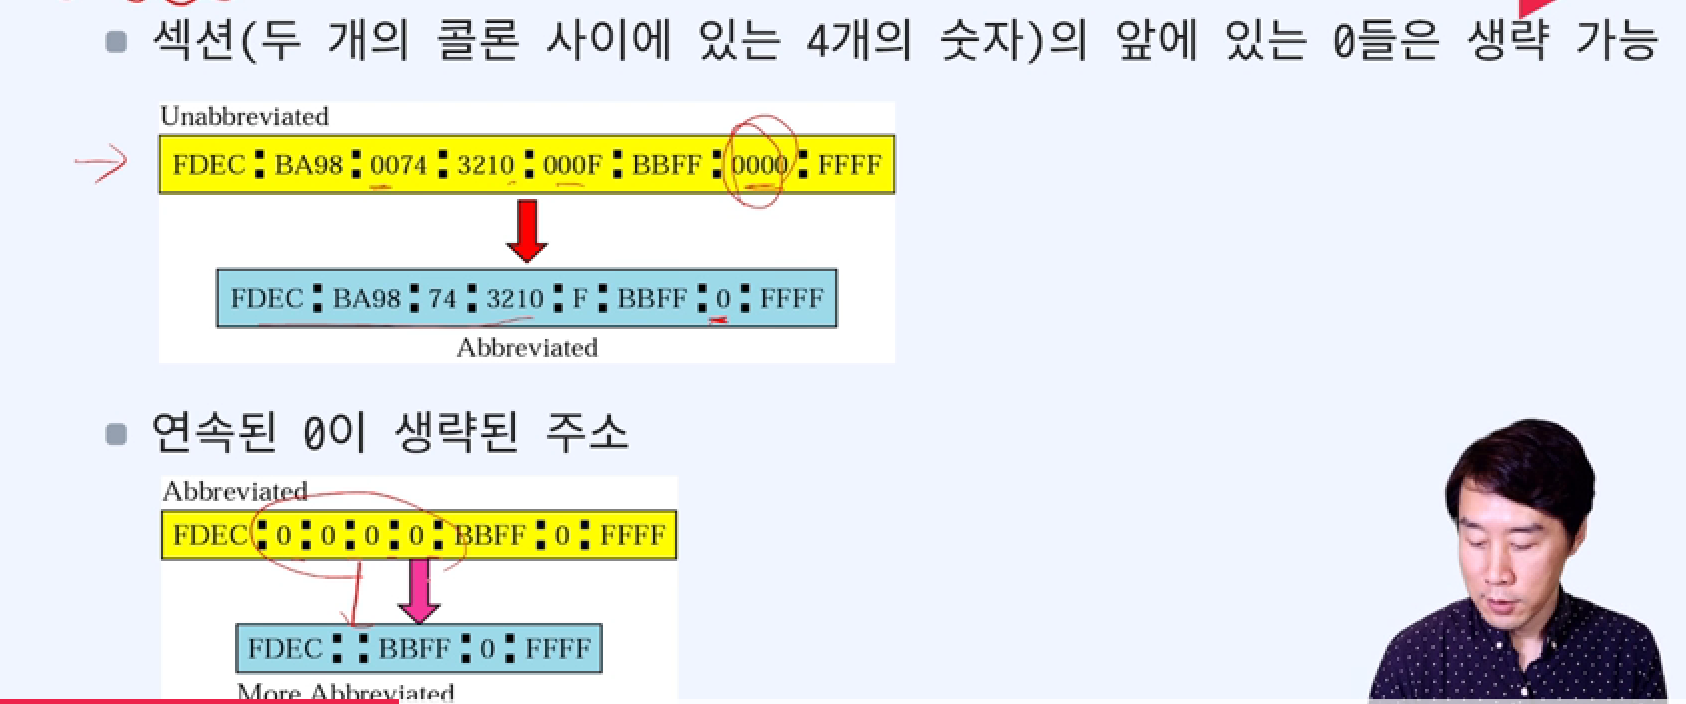 섹션(두 개의 콜론 사이에 있는 4개의 숫자)의 앞에 있는 0들은 생략 가능
Unabbreviated
FDEC : BA98 : 0074 : 3210 : 000F : BBFF : 0000 : FFFF
FDEC : BA98 : 74 : 3210 : F : BBFF : 0 : FFFF
Abbreviated
연속된 0이 생략된 주소
Abbreviated
FDEC : 0 : 0 : 0 : 0 : BBFF : 0 : FFFF
FDEC : : BBFF : 0 : FFFF
More Abbreviated